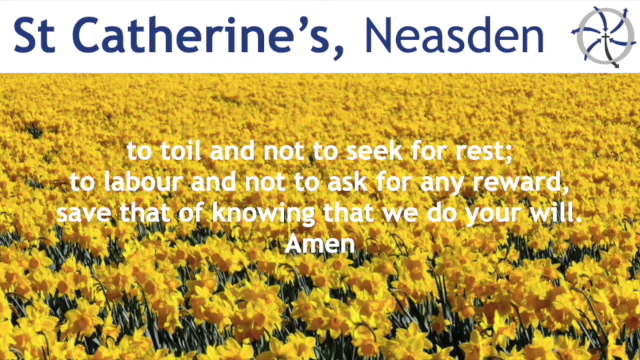 St Catherine's, Neasden
to toil and not to seek for rest;
to labour and not to ask for any reward,
save that of knowing that we do your will.
Amen